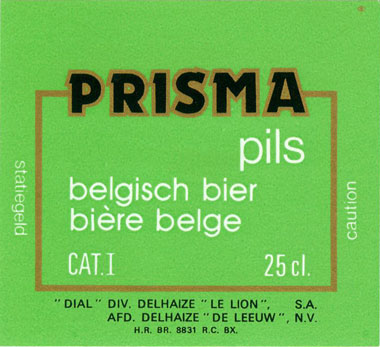 PRISMA
pils
belgisch bier
bière belge
CAT.I 25 cl.
statiegeld
caution
"DIAL" DIV. DELHAIZE "LE LION", S.A.
AFD. DELHAIZE "DE LEEUW", N.V.
H.R. BR. 8831 R.C. BX.